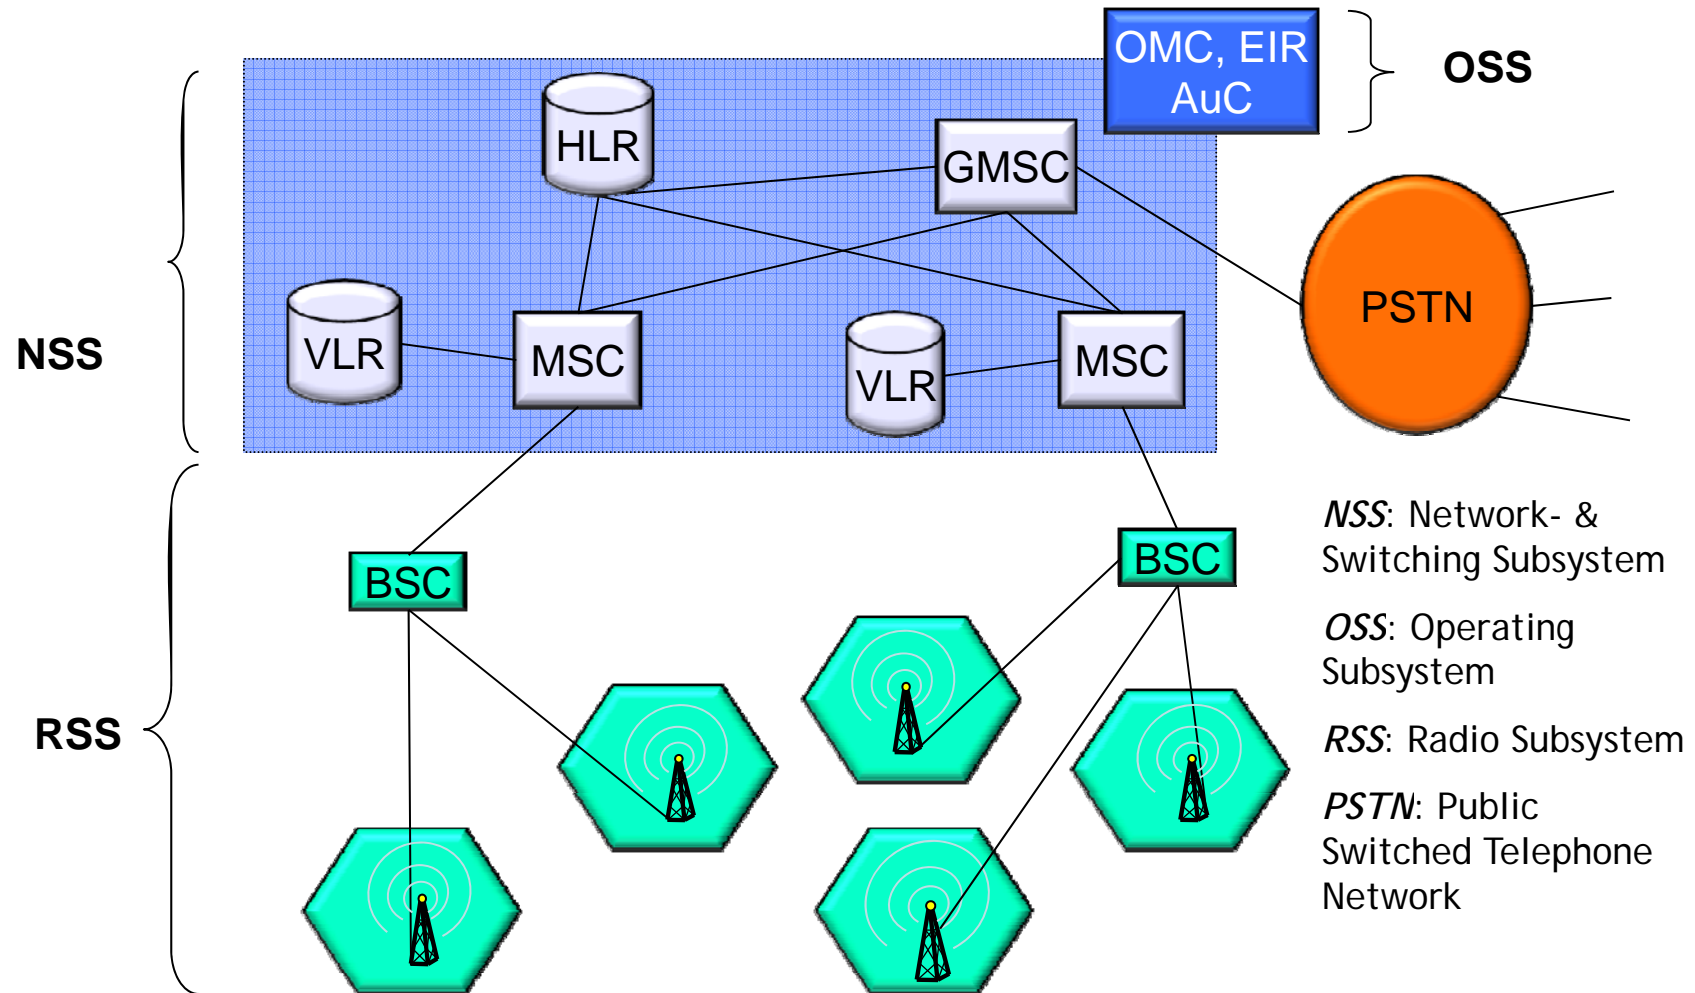 OMC, EIR
AuC
OSS
HLR
GMSC
PSTN
NSS
VLR
MSC
VLR
MSC
BSC
BSC
RSS
NSS: Network- &
Switching Subsystem
OSS: Operating
Subsystem
RSS: Radio Subsystem
PSTN: Public
Switched Telephone
Network